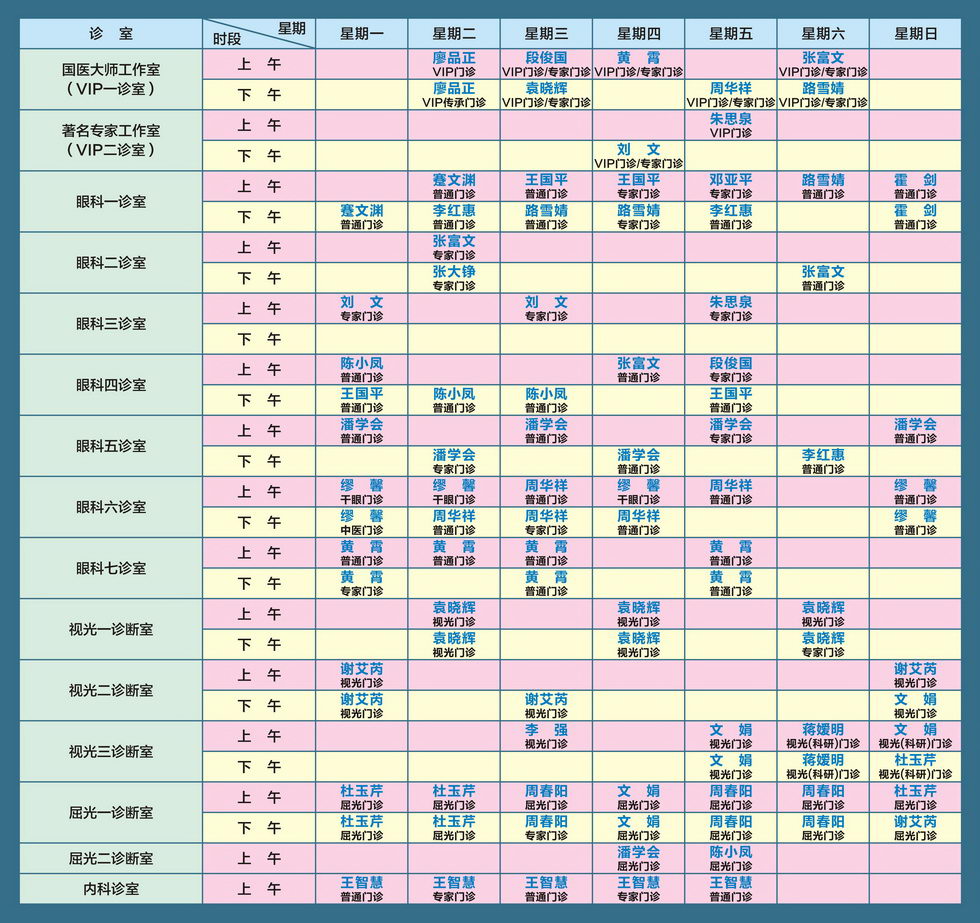 诊 室 星期 时段 星期一 星期二 星期三 星期四 星期五 星期六 星期日
国医大师工作室
（VIP一诊室）
上 午 廖品正 段俊国 黄 霄 张富文
VIP门诊 VIP门诊/专家门诊 VIP门诊/专家门诊 VIP门诊/专家门诊
下 午 廖品正 袁晓辉 周华祥 路雪婧
VIP传承门诊 VIP门诊/专家门诊 VIP门诊/专家门诊 VIP门诊/专家门诊
著名专家工作室
（VIP二诊室）
上 午 朱思泉
VIP门诊
下 午 刘 文
VIP门诊/专家门诊
眼科一诊室
上 午 蹇文渊 王国平 王国平 邓亚平 路雪婧 霍 剑
普通门诊 普通门诊 专家门诊 专家门诊 普通门诊 普通门诊
下 午 蹇文渊 李红惠 路雪婧 路雪婧 李红惠 霍 剑
普通门诊 普通门诊 普通门诊 专家门诊 普通门诊 普通门诊
眼科二诊室
上 午 张富文
专家门诊
下 午 张大铮 张富文
专家门诊 普通门诊
眼科三诊室
上 午 刘 文 刘 文 朱思泉
专家门诊 专家门诊 专家门诊
下 午
眼科四诊室
上 午 陈小凤 张富文 段俊国
普通门诊 普通门诊 专家门诊
下 午 王国平 陈小凤 陈小凤 王国平
普通门诊 普通门诊 普通门诊 普通门诊
眼科五诊室
上 午 潘学会 潘学会 潘学会 潘学会
普通门诊 普通门诊 专家门诊 普通门诊
下 午 潘学会 潘学会 李红惠
专家门诊 普通门诊 普通门诊
眼科六诊室
上 午 缪 馨 缪 馨 周华祥 缪 馨 周华祥 缪 馨
干眼门诊 干眼门诊 普通门诊 干眼门诊 普通门诊 普通门诊
下 午 缪 馨 周华祥 周华祥 周华祥 缪 馨
中医门诊 普通门诊 专家门诊 普通门诊 普通门诊
眼科七诊室
上 午 黄 霄 黄 霄 黄 霄 黄 霄
普通门诊 普通门诊 普通门诊 普通门诊
下 午 黄 霄 黄 霄 黄 霄
专家门诊 普通门诊 普通门诊
视光一诊断室
上 午 袁晓辉 袁晓辉 袁晓辉
视光门诊 视光门诊 视光门诊
下 午 袁晓辉 袁晓辉 袁晓辉
视光门诊 视光门诊 专家门诊
视光二诊断室
上 午 谢艾芮 谢艾芮
视光门诊 视光门诊
下 午 谢艾芮 谢艾芮 文 娟
视光门诊 视光门诊 视光门诊
视光三诊断室
上 午 李 强 文 娟 蒋嫒明 文 娟
视光门诊 视光门诊 视光(科研)门诊 视光(科研)门诊
下 午 文 娟 蒋嫒明 杜玉芹
视光门诊 视光(科研)门诊 视光(科研)门诊
屈光一诊断室
上 午 杜玉芹 杜玉芹 周春阳 文 娟 周春阳 周春阳 杜玉芹
屈光门诊 屈光门诊 屈光门诊 屈光门诊 屈光门诊 屈光门诊 屈光门诊
下 午 杜玉芹 杜玉芹 周春阳 文 娟 周春阳 周春阳 谢艾芮
屈光门诊 屈光门诊 专家门诊 屈光门诊 屈光门诊 屈光门诊 屈光门诊
屈光二诊断室 上 午 潘学会 陈小凤
屈光门诊 屈光门诊
内科诊室 上 午 王智慧 王智慧 王智慧 王智慧 王智慧
普通门诊 专家门诊 普通门诊 专家门诊 普通门诊